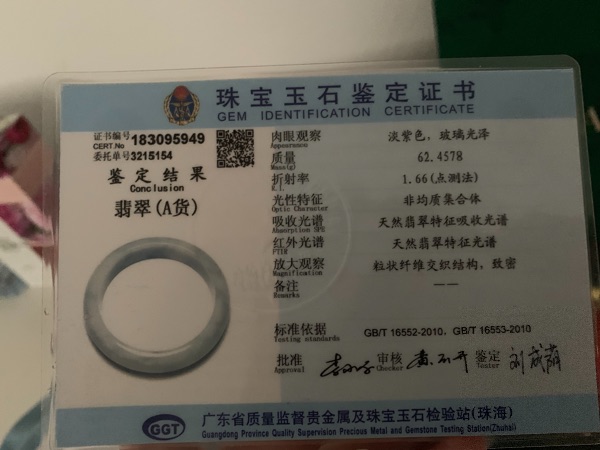 珠宝玉石鉴定证书
GEM IDENTIFICATION CERTIFICATE
证书编号 183095949
CERT.No
委托单号3215154
鉴定结果
Conclusion
翡翠(A货)
肉眼观察 淡紫色，玻璃光泽
Appearance
质量 62.4578
Mass(g)
折射率 1.66(点测法)
R.I.
光性特征 非均质集合体
Optic Character
吸收光谱 天然翡翠特征吸收光谱
Absorption SPE
红外光谱 天然翡翠特征光谱
FTIR
放大观察 粒状纤维交织结构，致密
Magnification
备注 ——
Remarks
标准依据 GB/T 16552-2010，GB/T 16553-2010
Testing standards
批准 审核 鉴定
Approval Checker Tester
GGT
广东省质量监督贵金属及珠宝玉石检验站(珠海)
Guangdong Province Quality Supervision Precious Metal and Gemstone Testing Station(Zhuhai)